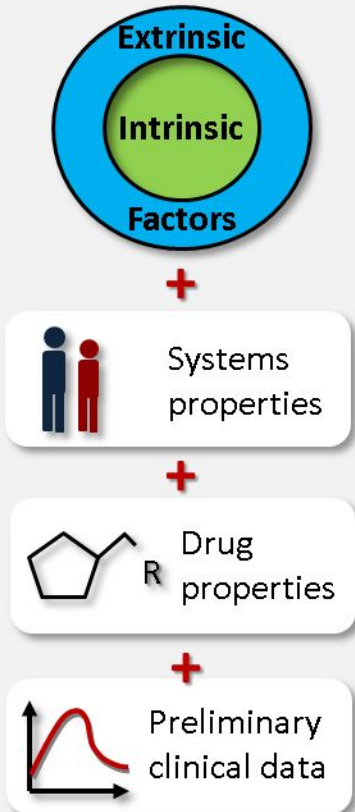 Extrinsic
Intrinsic
Factors
+
Systems
properties
+
Drug
properties
R
+
Preliminary
clinical data